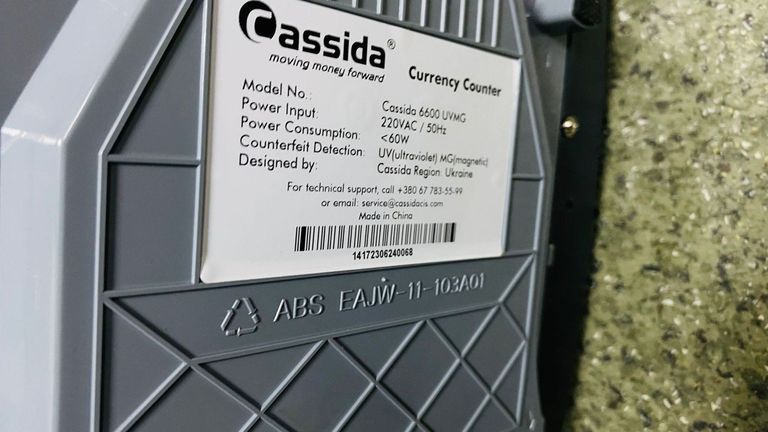 Cassida®
moving money forward
Currency Counter
Model No.: Cassida 6600 UVMG
Power Input: 220VAC / 50Hz
Power Consumption: <60W
Counterfeit Detection: UV(ultraviolet) MG(magnetic)
Designed by: Cassida Region: Ukraine
For technical support, call +380 67 783-55-99
or email: service@cassidacis.com
Made in China
14172306240068
ABS EAJW-11-103A01